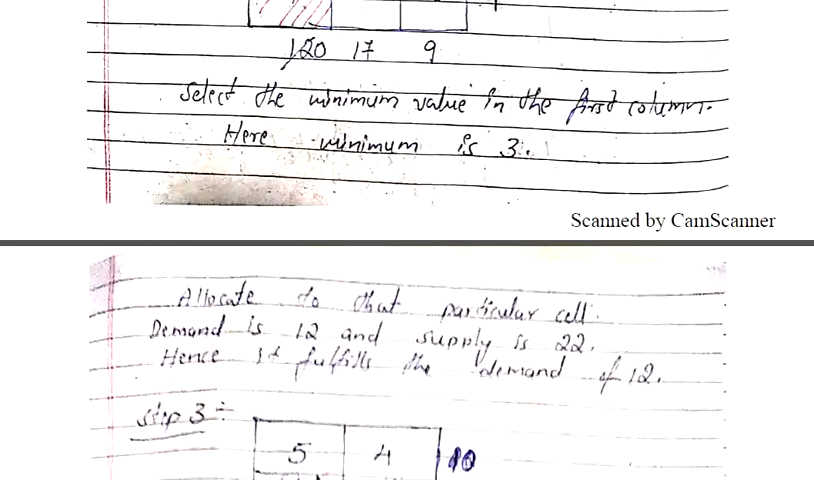 120 17 9
Select the minimum value in the first column.
Here minimum is 3.
Scanned by CamScanner
Allocate to that particular cell.
Demand is 12 and supply is 22.
Hence it fulfills the demand of 12.
Step 3 :-
5 4 10